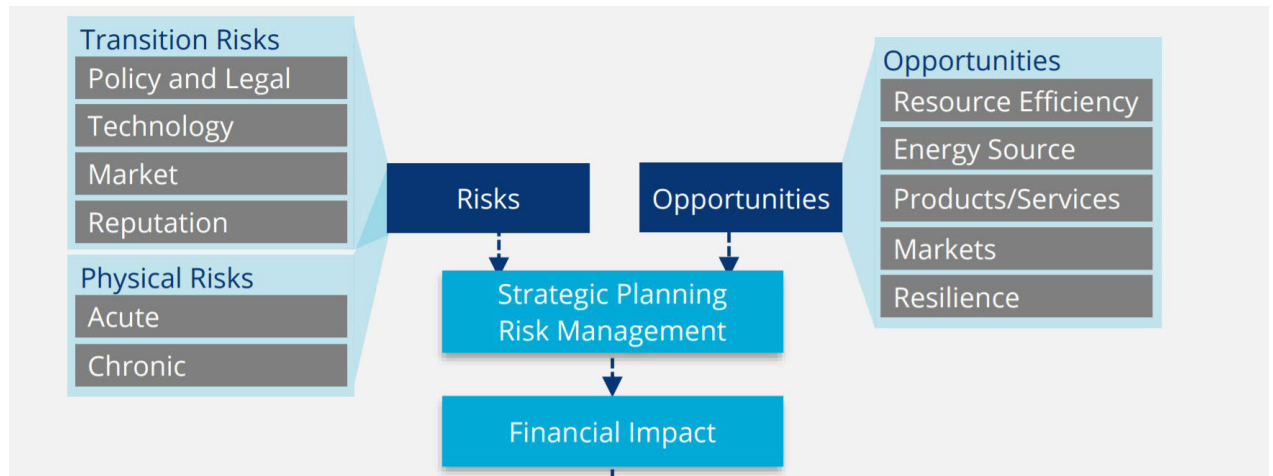 Transition Risks
Policy and Legal
Technology
Market
Reputation
Physical Risks
Acute
Chronic
Risks
Opportunities
Strategic Planning
Risk Management
Financial Impact
Opportunities
Resource Efficiency
Energy Source
Products/Services
Markets
Resilience